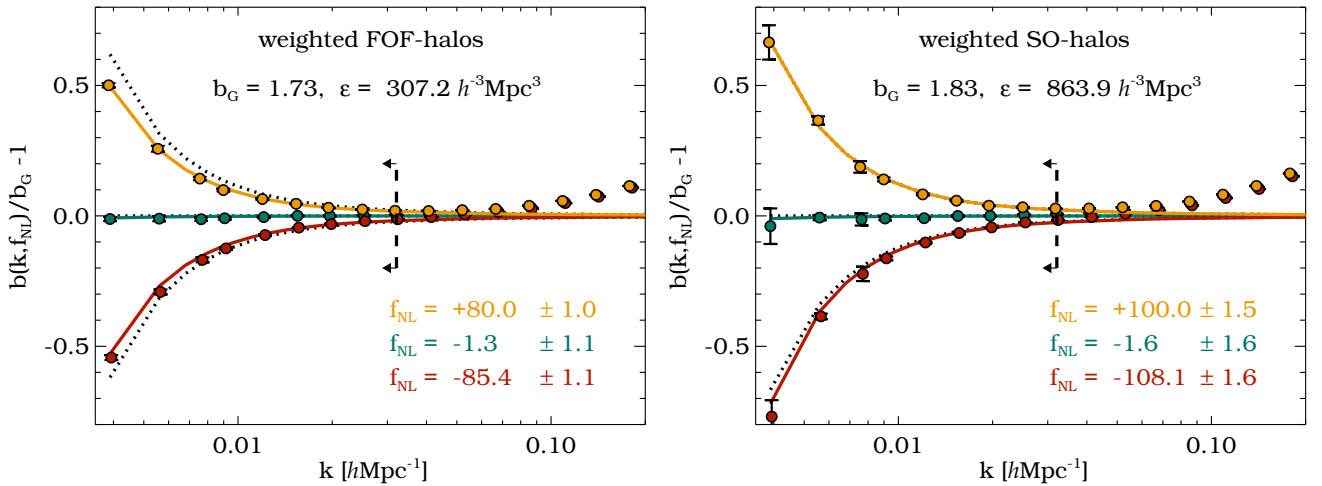 weighted FOF-halos
b_G = 1.73, ε = 307.2 h⁻³Mpc³
f_NL = +80.0 ± 1.0
f_NL = -1.3 ± 1.1
f_NL = -85.4 ± 1.1
b(k,f_NL)/b_G -1
0.5
0.0
-0.5
0.01
0.10
k [hMpc⁻¹]
weighted SO-halos
b_G = 1.83, ε = 863.9 h⁻³Mpc³
f_NL = +100.0 ± 1.5
f_NL = -1.6 ± 1.6
f_NL = -108.1 ± 1.6
b(k,f_NL)/b_G -1
0.5
0.0
-0.5
0.01
0.10
k [hMpc⁻¹]